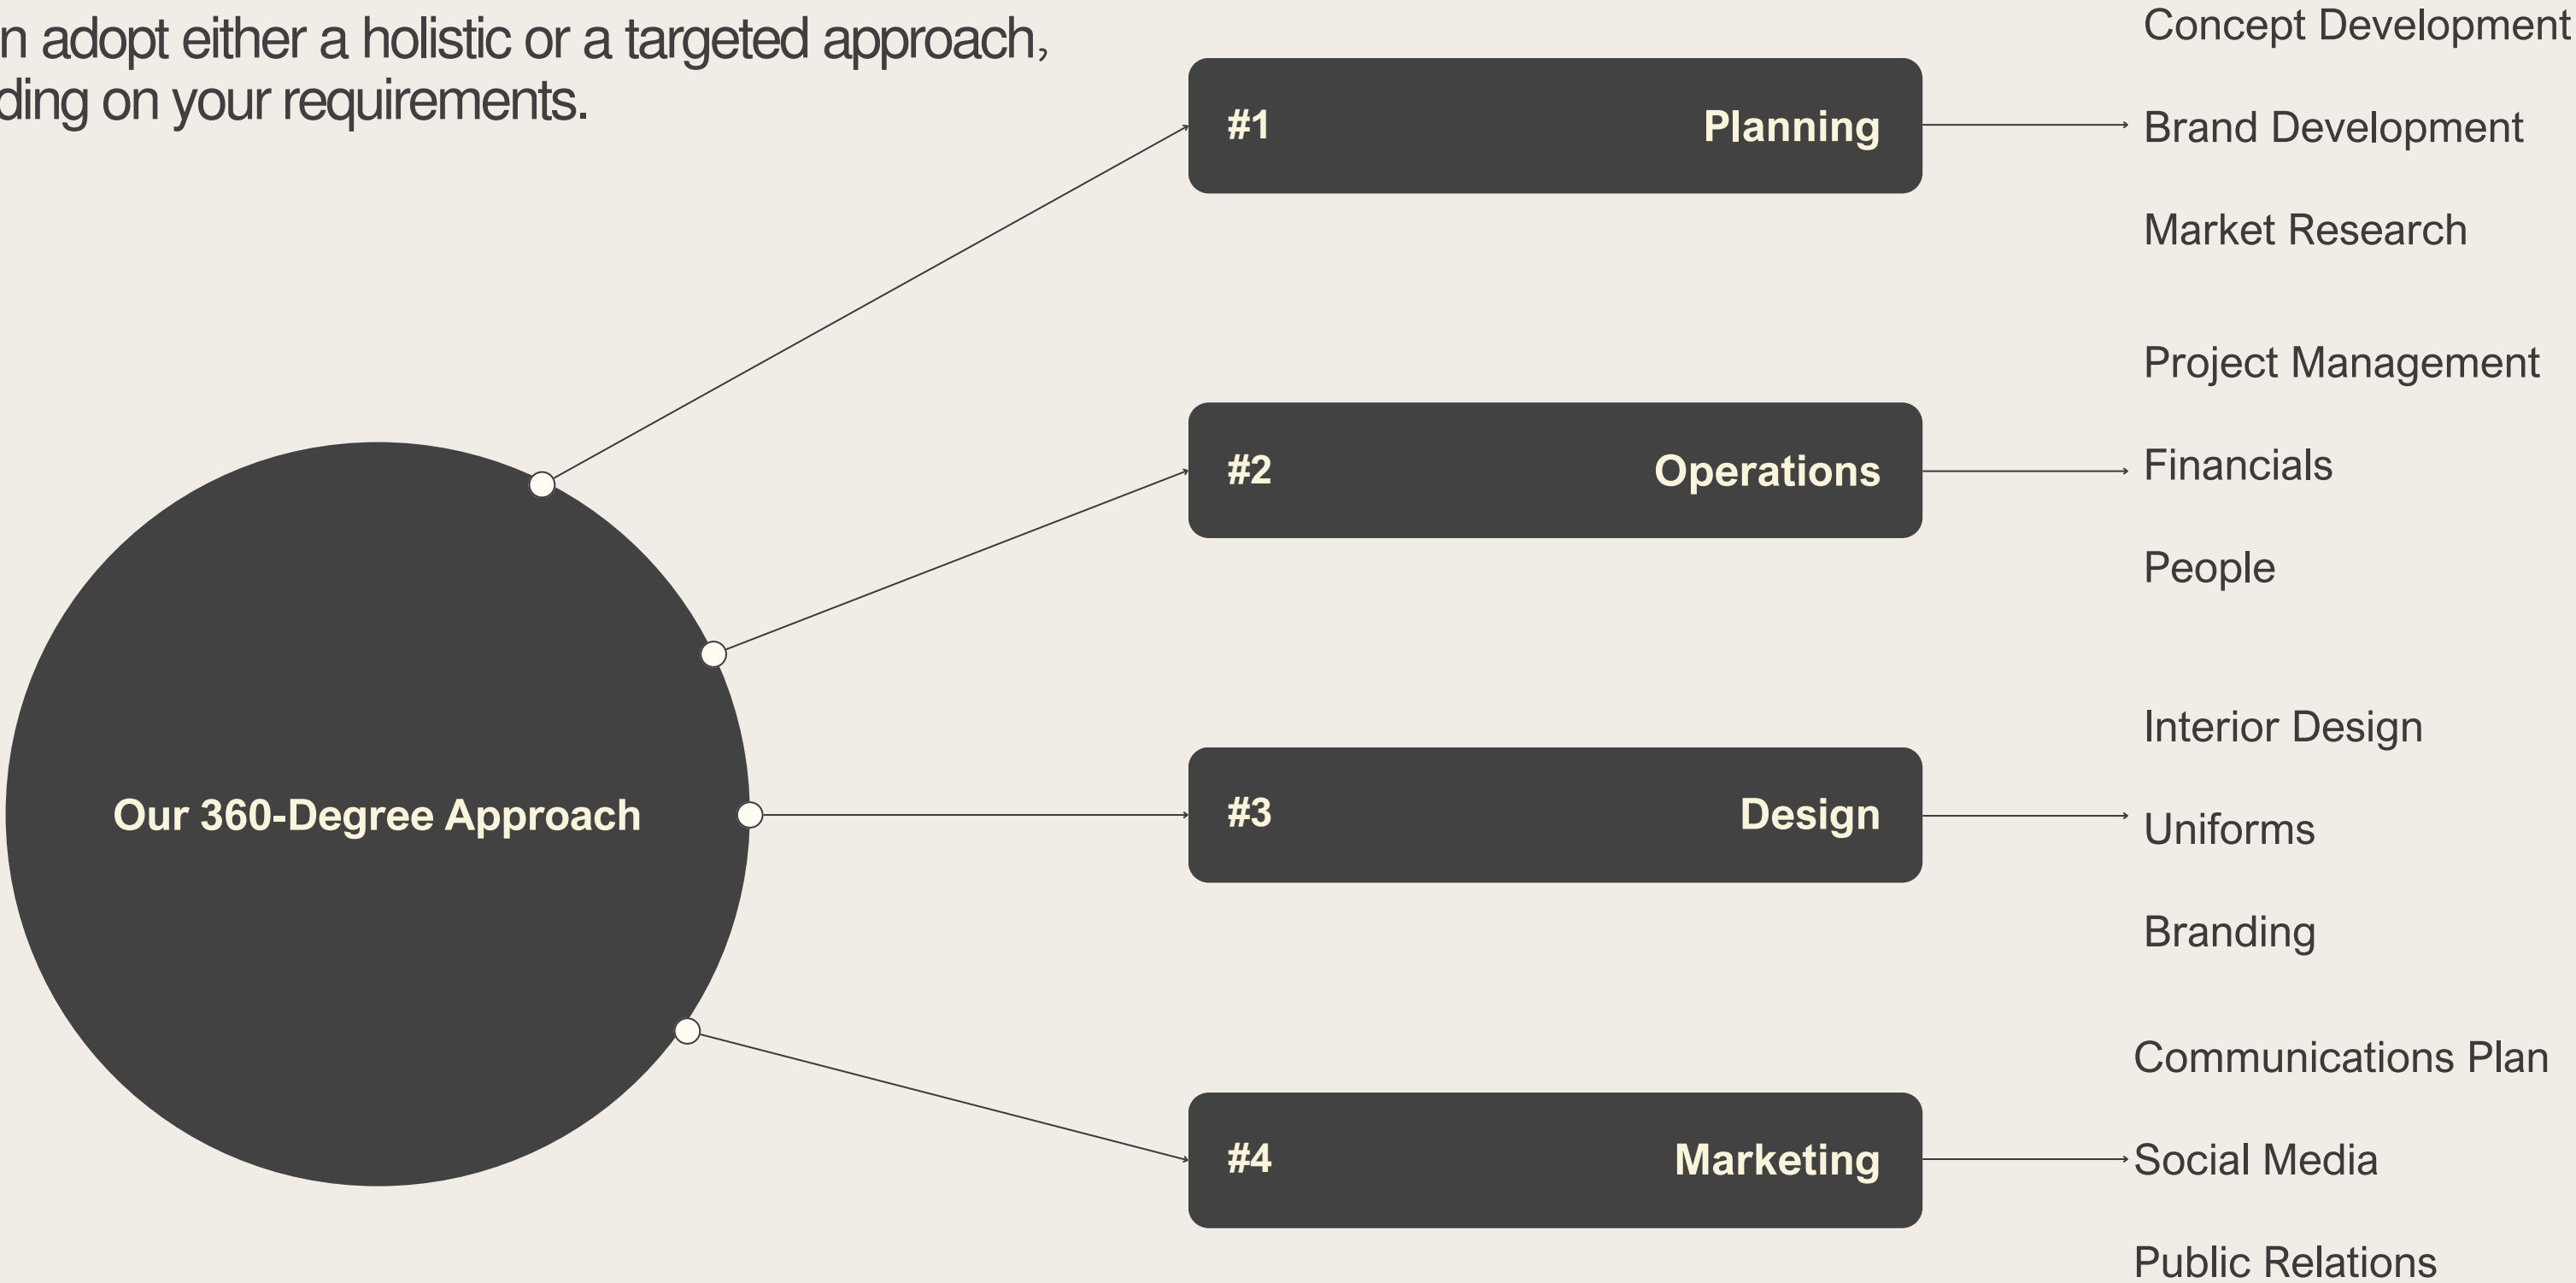 n adopt either a holistic or a targeted approach,
ding on your requirements.
Our 360-Degree Approach
#1 Planning
Concept Development
Brand Development
Market Research
#2 Operations
Project Management
Financials
People
#3 Design
Interior Design
Uniforms
Branding
#4 Marketing
Communications Plan
Social Media
Public Relations